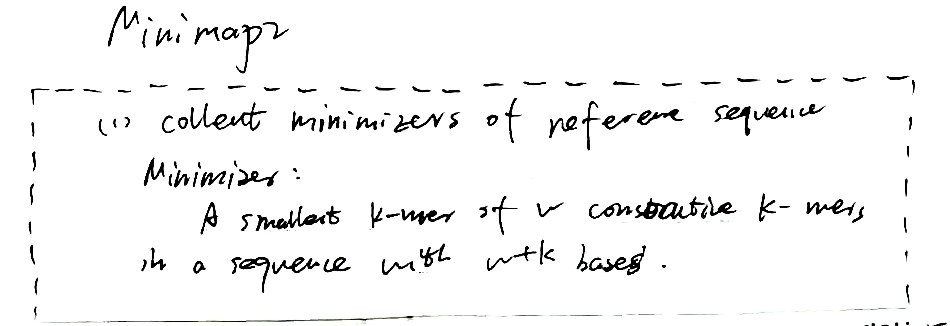 Minimap2
(1) collect minimizers of reference sequence
Minimizer:
A smallest k-mer of w consecutive k-mers
in a sequence with w+k bases.